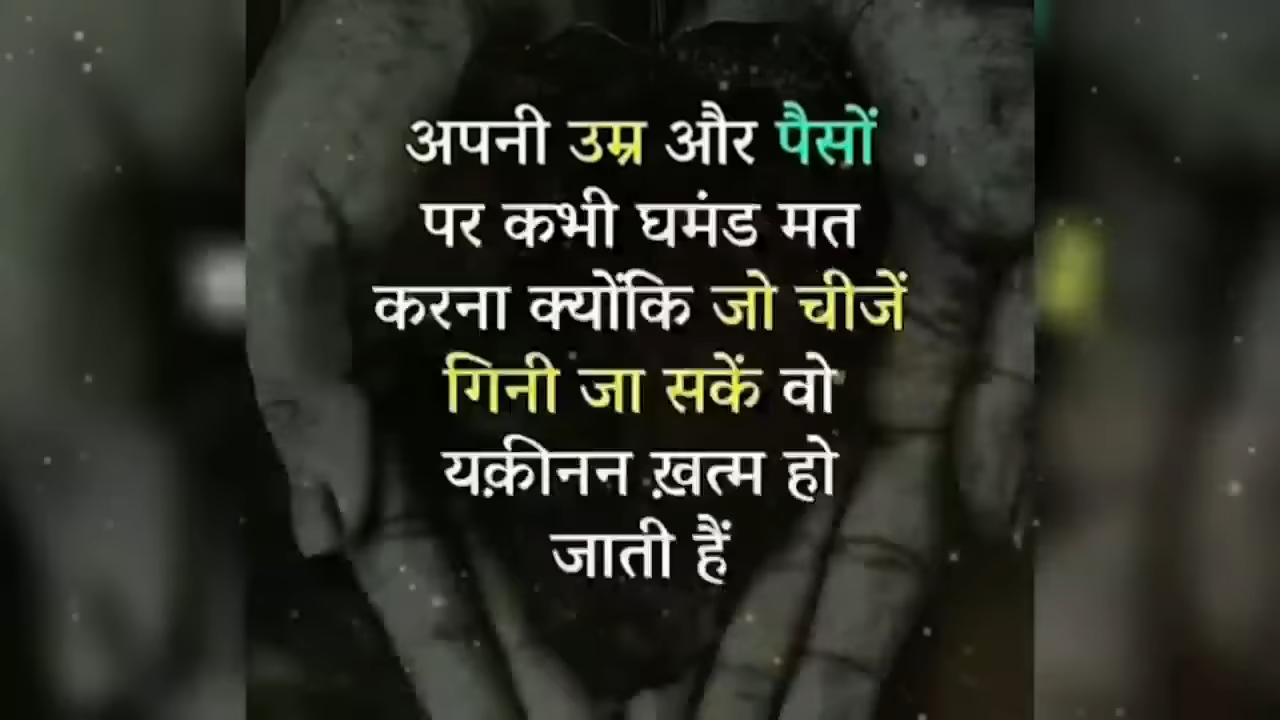 अपनी उम्र और पैसों
पर कभी घमंड मत
करना क्योंकि जो चीजें
गिनी जा सकें वो
यक़ीनन ख़त्म हो
जाती हैं